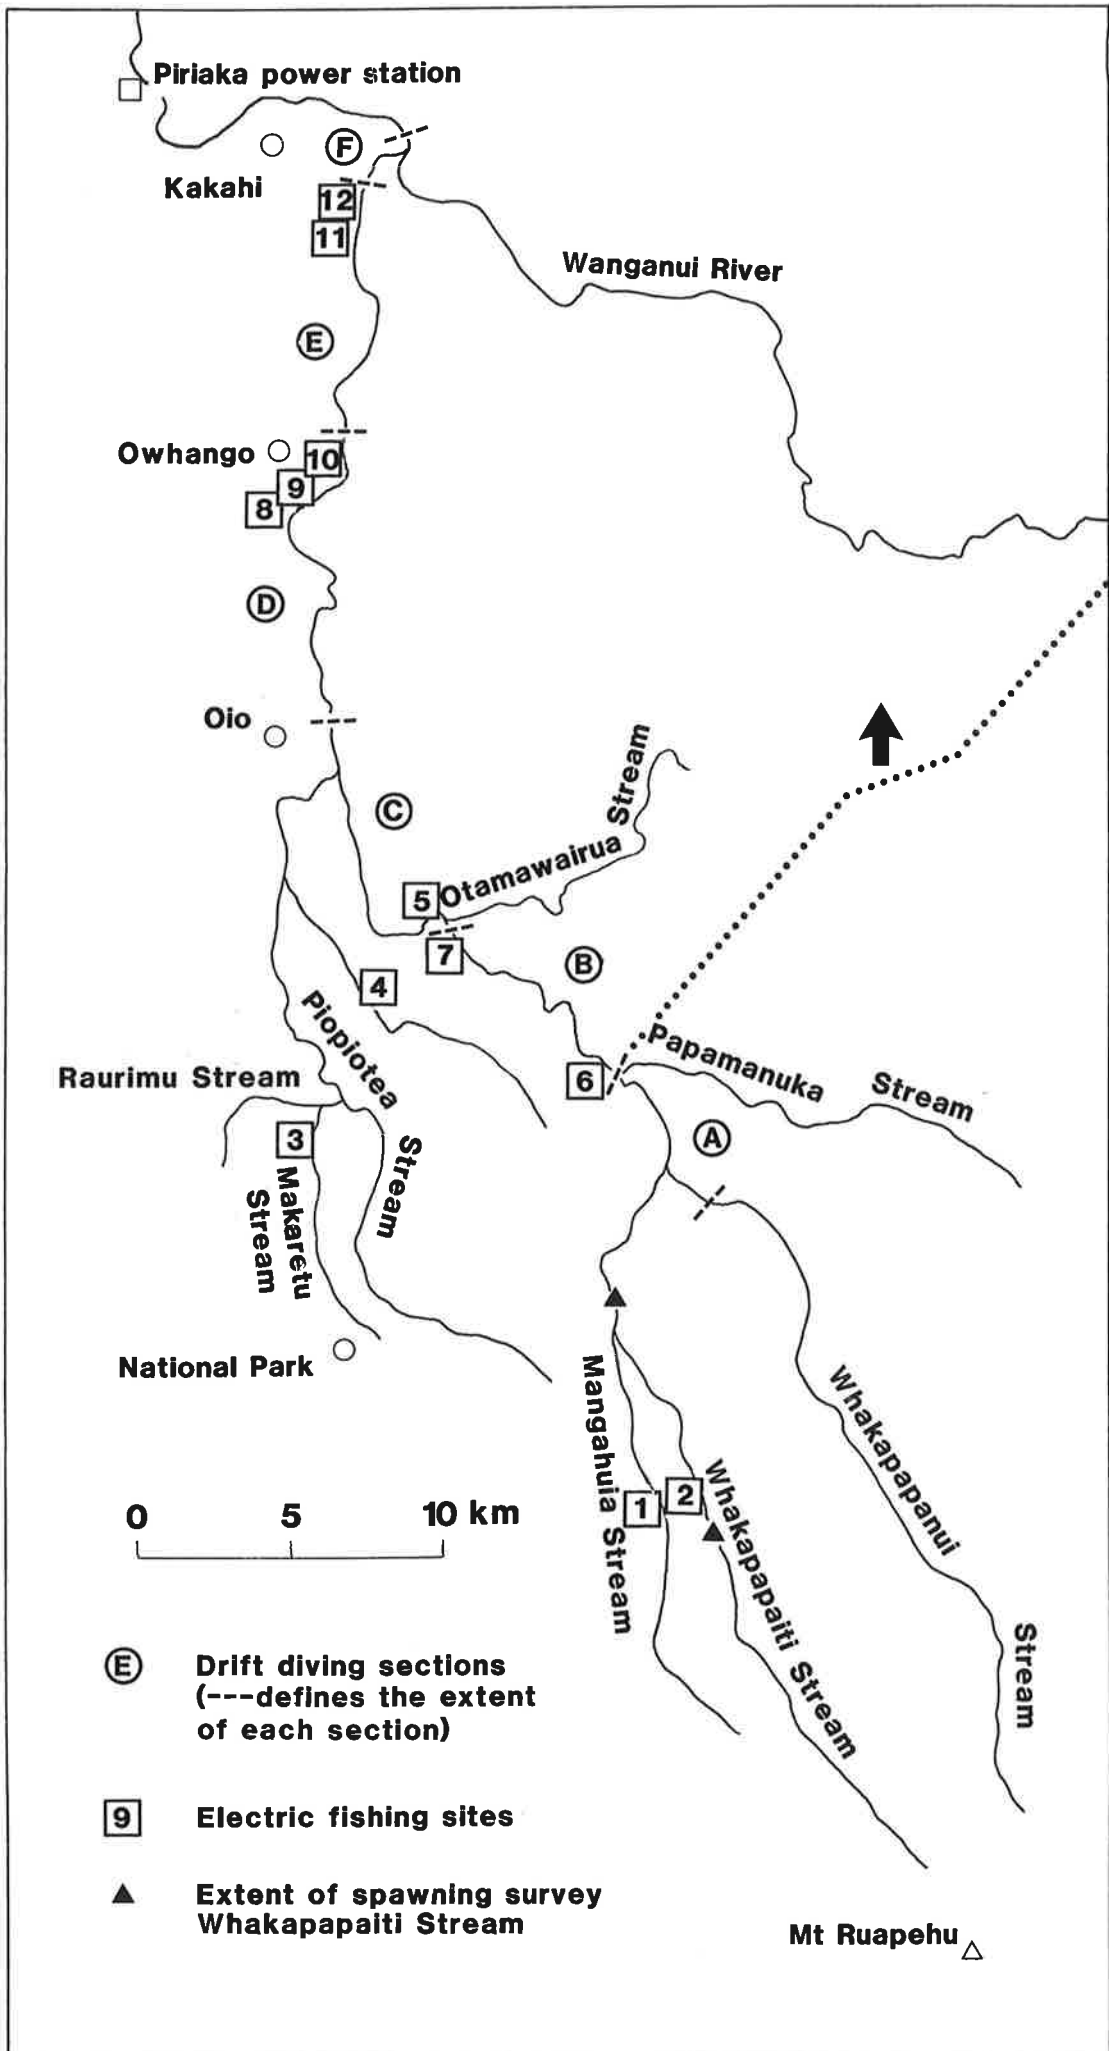 Piriaka power station
F
Kakahi
12
11
Wanganui River
E
Owhango
10
9
8
D
Oio
C
Otamawairua Stream
5
7
B
4
Piopiotea Stream
Raurimu Stream
6
Papamanuka Stream
A
3
Makaretu
Stream
National Park
Mangahuia Stream
Whakapapanui Stream
1
2
Whakapapaiti Stream
0 5 10 km
E Drift diving sections
(---defines the extent
of each section)
9 Electric fishing sites
Extent of spawning survey
Whakapapaiti Stream
Mt Ruapehu